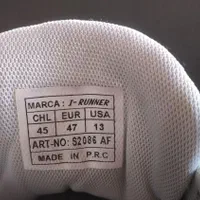 MARCA : J-RUNNER
CHL EUR USA
45 47 13
ART-NO: S2086 AF
MADE IN P.R.C